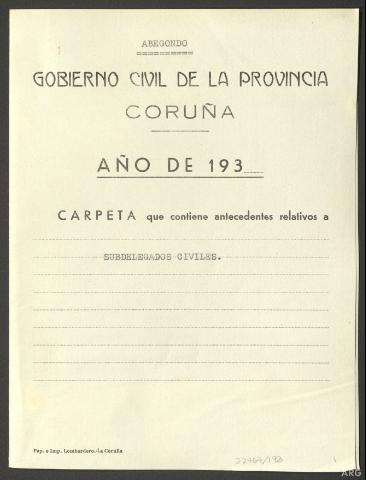 ABEGONDO
GOBIERNO CIVIL DE LA PROVINCIA
CORUÑA
AÑO DE 193
CARPETA que contiene antecedentes relativos a
SUBDELEGADOS CIVILES.
Pap. e Imp. Lombardero.-la Coruña
1
ARG